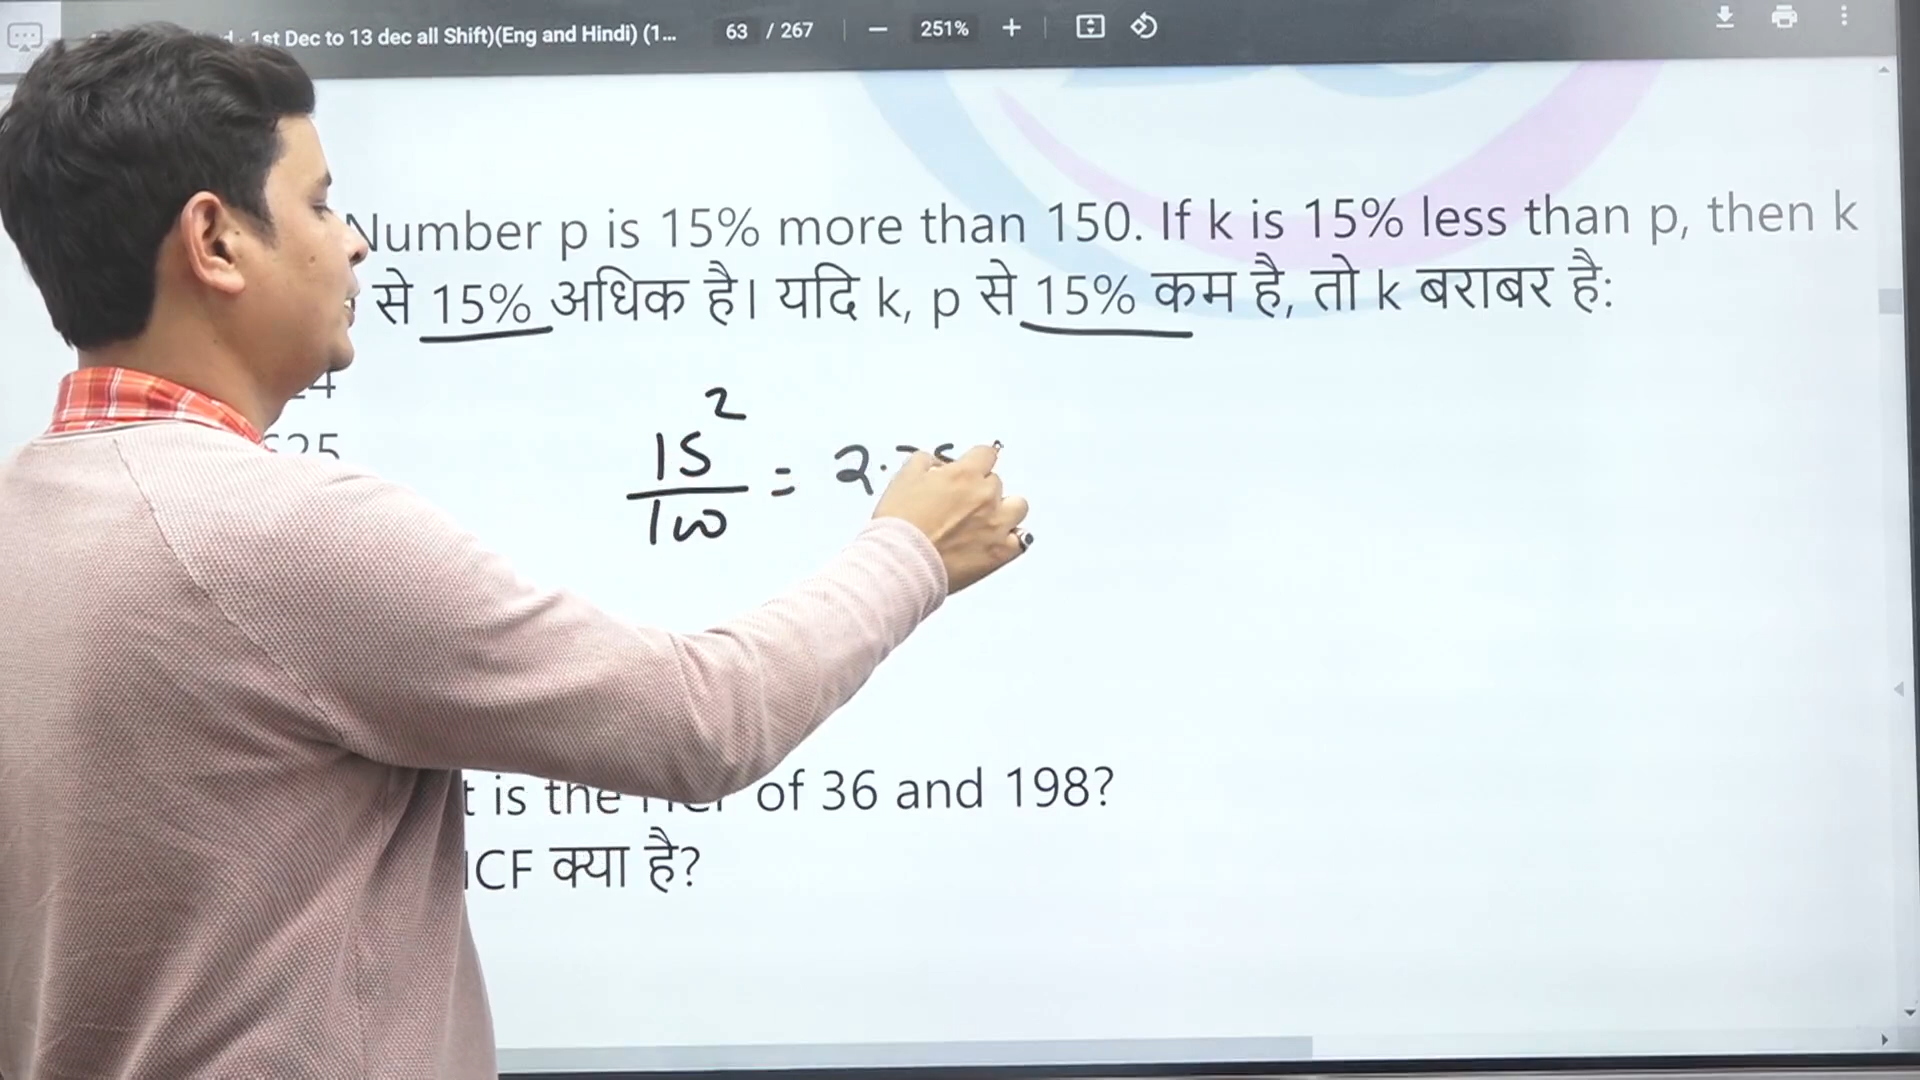 1st Dec to 13 dec all Shift)(Eng and Hindi) (1... 63 / 267 — 251% +
Number p is 15% more than 150. If k is 15% less than p, then k
से 15% अधिक है। यदि k, p से 15% कम है, तो k बराबर है:
15² / 100 = 2.
is the of 36 and 198?
क्या है?